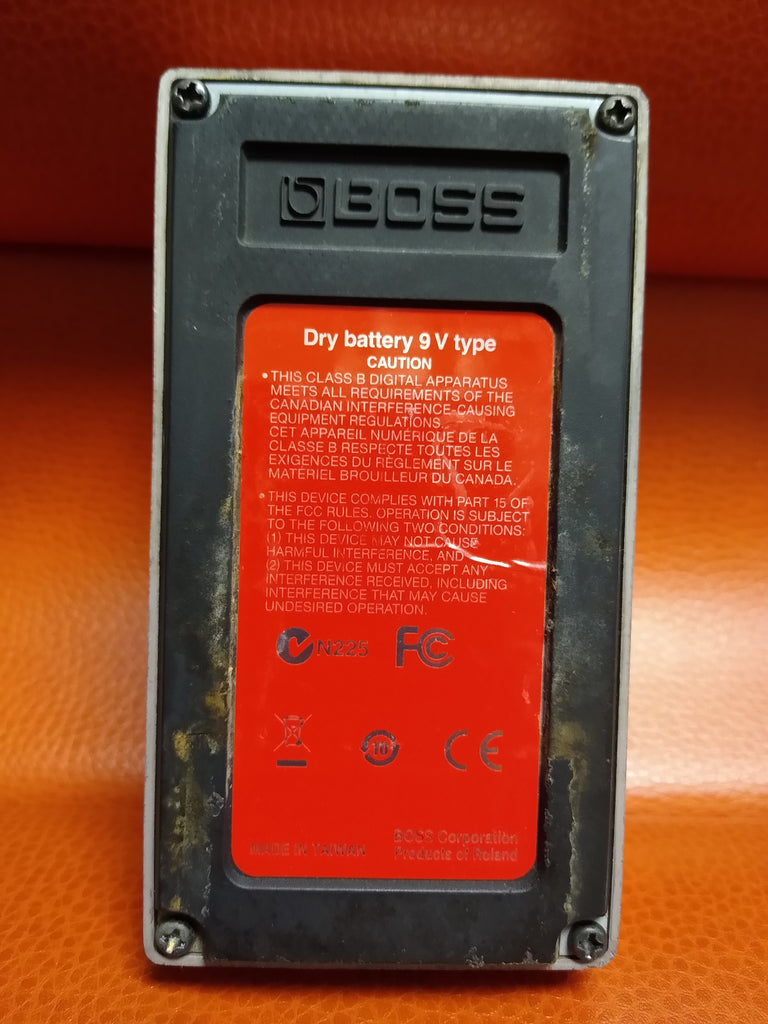 BOSS
Dry battery 9 V type
CAUTION
• THIS CLASS B DIGITAL APPARATUS
MEETS ALL REQUIREMENTS OF THE
CANADIAN INTERFERENCE-CAUSING
EQUIPMENT REGULATIONS.
CET APPAREIL NUMÉRIQUE DE LA
CLASSE B RESPECTE TOUTES LES
EXIGENCES DU RÈGLEMENT SUR LE
MATÉRIEL BROUILLEUR DU CANADA.
• THIS DEVICE COMPLIES WITH PART 15 OF
THE FCC RULES. OPERATION IS SUBJECT
TO THE FOLLOWING TWO CONDITIONS:
(1) THIS DEVICE MAY NOT CAUSE
HARMFUL INTERFERENCE, AND
(2) THIS DEVICE MUST ACCEPT ANY
INTERFERENCE RECEIVED, INCLUDING
INTERFERENCE THAT MAY CAUSE
UNDESIRED OPERATION.
N225 FC
10 CE
MADE IN TAIWAN
BOSS Corporation
Products of Roland